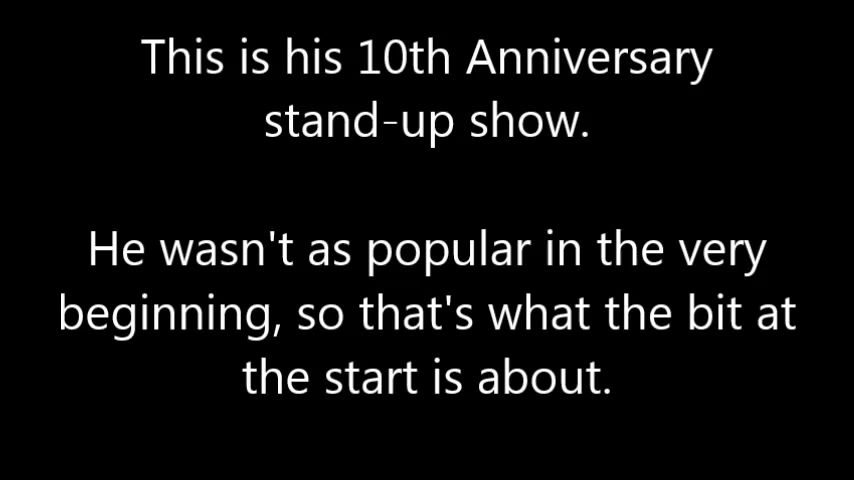 This is his 10th Anniversary
stand-up show.
He wasn't as popular in the very
beginning, so that's what the bit at
the start is about.